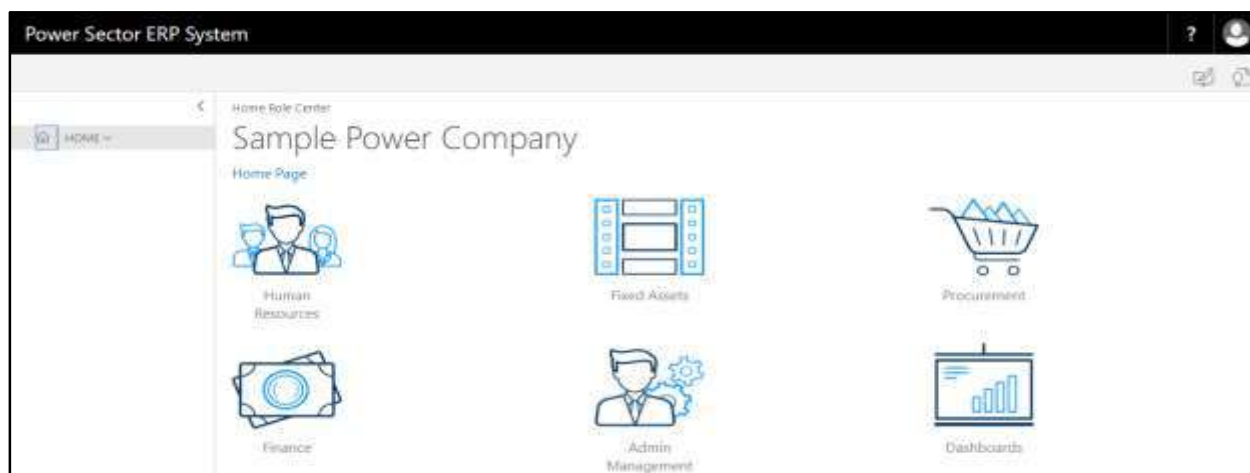 Power Sector ERP System
?
HOME
Home Role Center
Sample Power Company
Home Page
Human
Resources
Fixed Assets
Procurement
Finance
Admin
Management
Dashboards